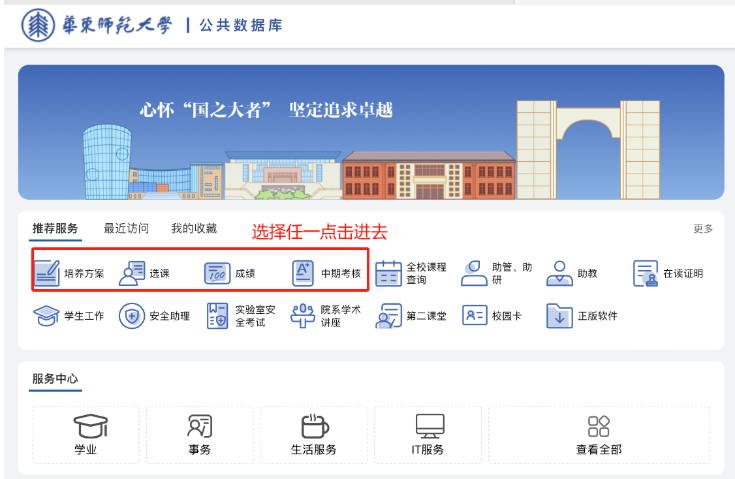 華東師範大學 | 公共数据库
心怀“国之大者” 坚定追求卓越
推荐服务 最近访问 我的收藏 选择任一点击进去 更多
培养方案 选课 成绩 中期考核 全校课程查询 助管、助研 助教 在读证明
学生工作 安全助理 实验室安全考试 院系学术讲座 第二课堂 校园卡 正版软件
服务中心
学业 事务 生活服务 IT服务 查看全部